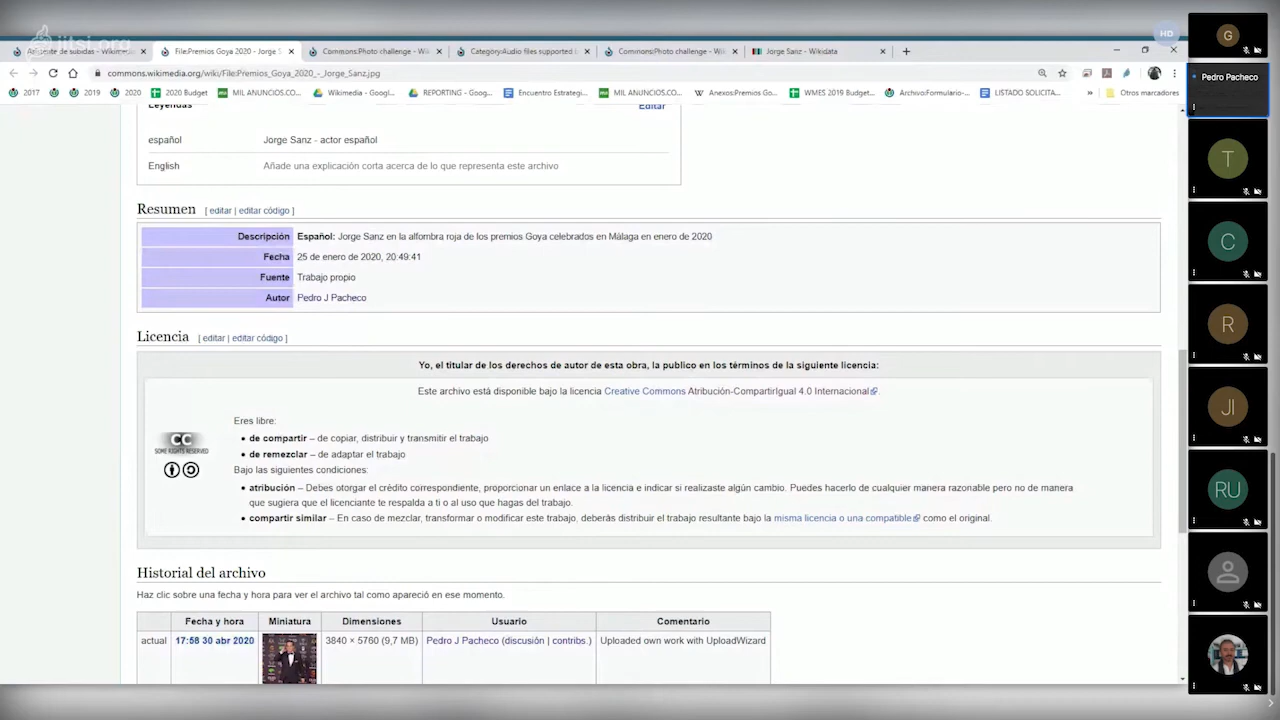 jitsi.org
HD
Asistente de subidas - Wikime
File:Premios Goya 2020 - Jorge S
Commons:Photo challenge - Wi
Category:Audio files supported b
Commons:Photo challenge - Wi
Jorge Sanz - Wikidata
commons.wikimedia.org/wiki/File:Premios_Goya_2020_-_Jorge_Sanz.jpg
2017
2019
2020
2020 Budget
MIL ANUNCIOS.CO...
Wikimedia - Googl...
REPORTING - Goog...
Encuentro Estrategi...
MIL ANUNCIOS.CO...
Anexos:Premios Go...
WMES 2019 Budget...
Archivo:Formulario-...
LISTADO SOLICITA...
» Otros marcadores
Leyendas Editar
español Jorge Sanz - actor español
English Añade una explicación corta acerca de lo que representa este archivo
Resumen [ editar | editar código ]
Descripción Español: Jorge Sanz en la alfombra roja de los premios Goya celebrados en Málaga en enero de 2020
Fecha 25 de enero de 2020, 20:49:41
Fuente Trabajo propio
Autor Pedro J Pacheco
Licencia [ editar | editar código ]
Yo, el titular de los derechos de autor de esta obra, la publico en los términos de la siguiente licencia:
Este archivo está disponible bajo la licencia Creative Commons Atribución-CompartirIgual 4.0 Internacional.
CC
SOME RIGHTS RESERVED
Eres libre:
• de compartir – de copiar, distribuir y transmitir el trabajo
• de remezclar – de adaptar el trabajo
Bajo las siguientes condiciones:
• atribución – Debes otorgar el crédito correspondiente, proporcionar un enlace a la licencia e indicar si realizaste algún cambio. Puedes hacerlo de cualquier manera razonable pero no de manera
que sugiera que el licenciante te respalda a ti o al uso que hagas del trabajo.
• compartir similar – En caso de mezclar, transformar o modificar este trabajo, deberás distribuir el trabajo resultante bajo la misma licencia o una compatible como el original.
Historial del archivo
Haz clic sobre una fecha y hora para ver el archivo tal como apareció en ese momento.
Fecha y hora Miniatura Dimensiones Usuario Comentario
actual 17:58 30 abr 2020 3840 × 5760 (9,7 MB) Pedro J Pacheco (discusión | contribs.) Uploaded own work with UploadWizard
G
Pedro Pacheco
T
C
R
JI
RU